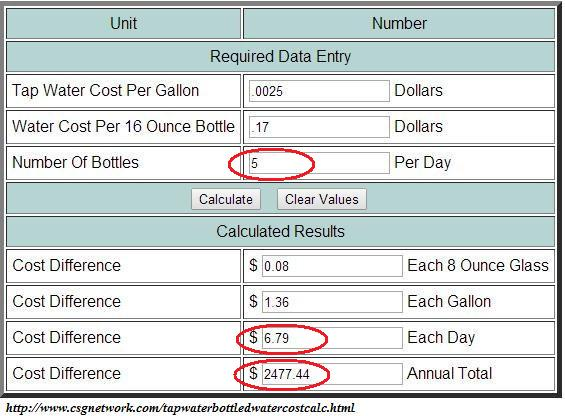 Unit Number
Required Data Entry
Tap Water Cost Per Gallon .0025 Dollars
Water Cost Per 16 Ounce Bottle .17 Dollars
Number Of Bottles 5 Per Day
Calculate Clear Values
Calculated Results
Cost Difference $ 0.08 Each 8 Ounce Glass
Cost Difference $ 1.36 Each Gallon
Cost Difference $ 6.79 Each Day
Cost Difference $ 2477.44 Annual Total
http://www.csgnetwork.com/tapwaterbottledwatercostcalc.html